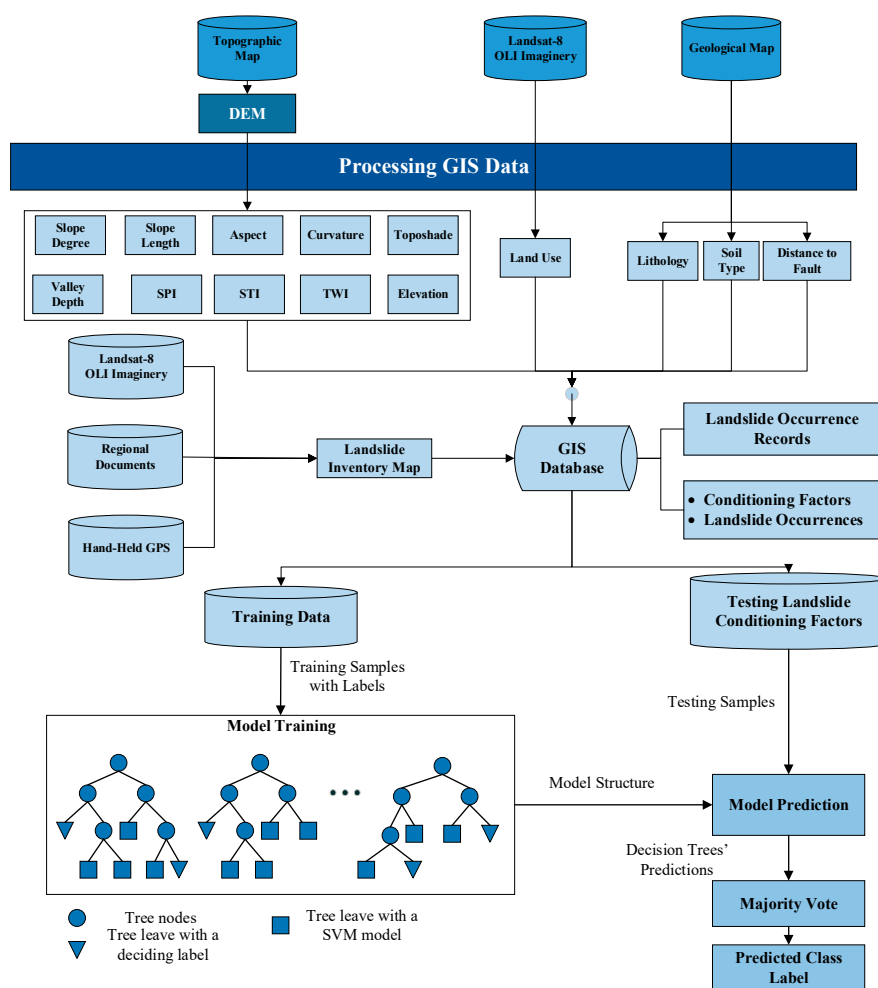 Topographic
Map
Landsat-8
OLI Imaginery
Geological Map
DEM
Processing GIS Data
Slope
Degree
Slope
Length
Aspect
Curvature
Toposhade
Land Use
Lithology
Soil
Type
Distance to
Fault
Valley
Depth
SPI
STI
TWI
Elevation
Landsat-8
OLI Imaginery
Regional
Documents
Hand-Held GPS
Landslide
Inventory Map
GIS
Database
Landslide Occurrence
Records
• Conditioning Factors
• Landslide Occurrences
Training Data
Testing Landslide
Conditioning Factors
Training Samples
with Labels
Testing Samples
Model Training
Model Structure
Model Prediction
Decision Trees’
Predictions
Majority Vote
Predicted Class
Label
Tree nodes
Tree leave with a
deciding label
Tree leave with a
SVM model